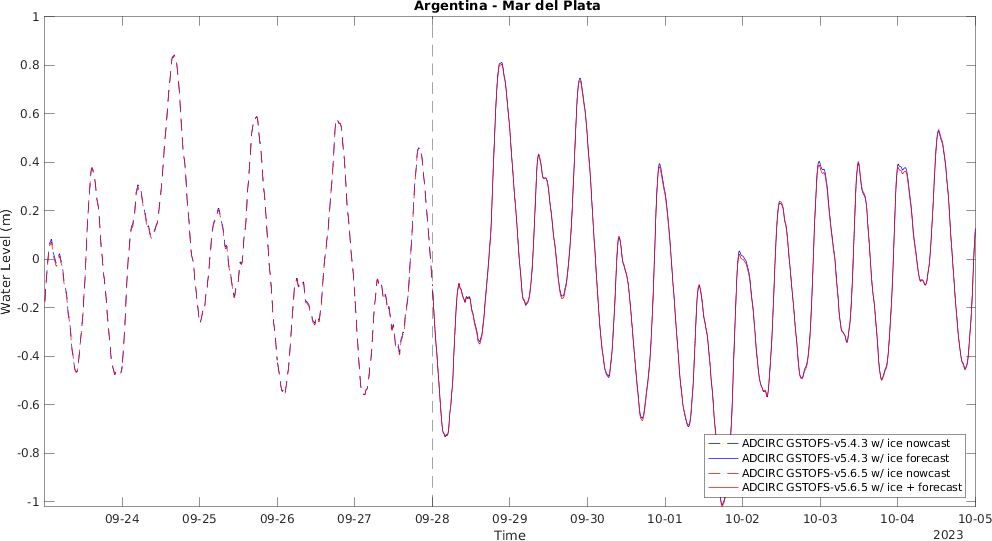 Argentina - Mar del Plata
1
0.8
0.6
0.4
0.2
0
-0.2
-0.4
-0.6
-0.8
-1
Water Level (m)
ADCIRC GSTOFS-v5.4.3 w/ ice nowcast
ADCIRC GSTOFS-v5.4.3 w/ ice forecast
ADCIRC GSTOFS-v5.6.5 w/ ice nowcast
ADCIRC GSTOFS-v5.6.5 w/ ice + forecast
09-24 09-25 09-26 09-27 09-28 09-29 09-30 10-01 10-02 10-03 10-04 10-05
Time
2023